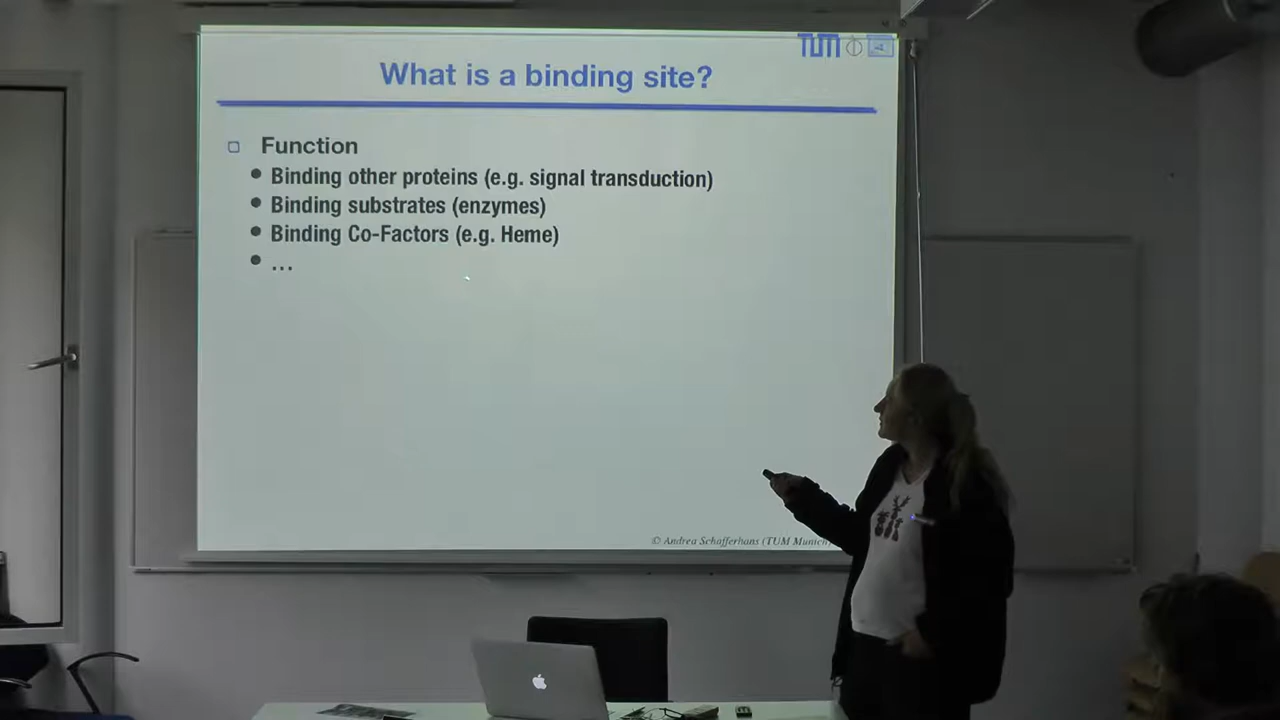 TUM
What is a binding site?
Function
Binding other proteins (e.g. signal transduction)
Binding substrates (enzymes)
Binding Co-Factors (e.g. Heme)
...
© Andrea Schafferhans (TUM Munich)